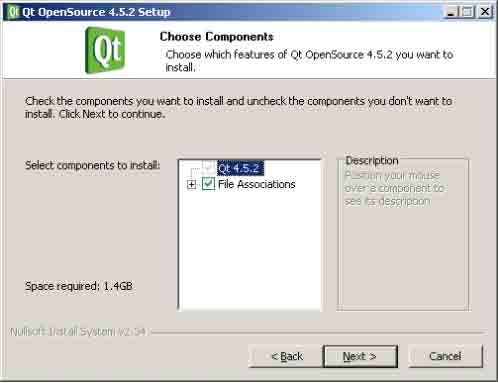 Qt OpenSource 4.5.2 Setup
Qt
Choose Components
Choose which features of Qt OpenSource 4.5.2 you want to
install.
Check the components you want to install and uncheck the components you don't want to
install. Click Next to continue.
Select components to install:
Qt 4.5.2
File Associations
Description
Position your mouse
over a component to
see its description
Space required: 1.4GB
Nullsoft Install System v2.34
< Back
Next >
Cancel